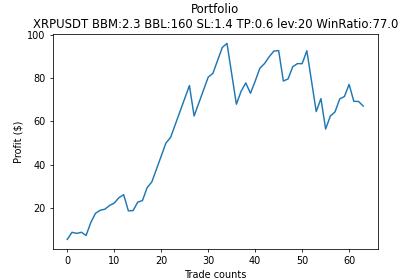 Portfolio
XRPUSDT BBM:2.3 BBL:160 SL:1.4 TP:0.6 lev:20 WinRatio:77.0
100
80
60
40
20
Profit ($)
0 10 20 30 40 50 60
Trade counts